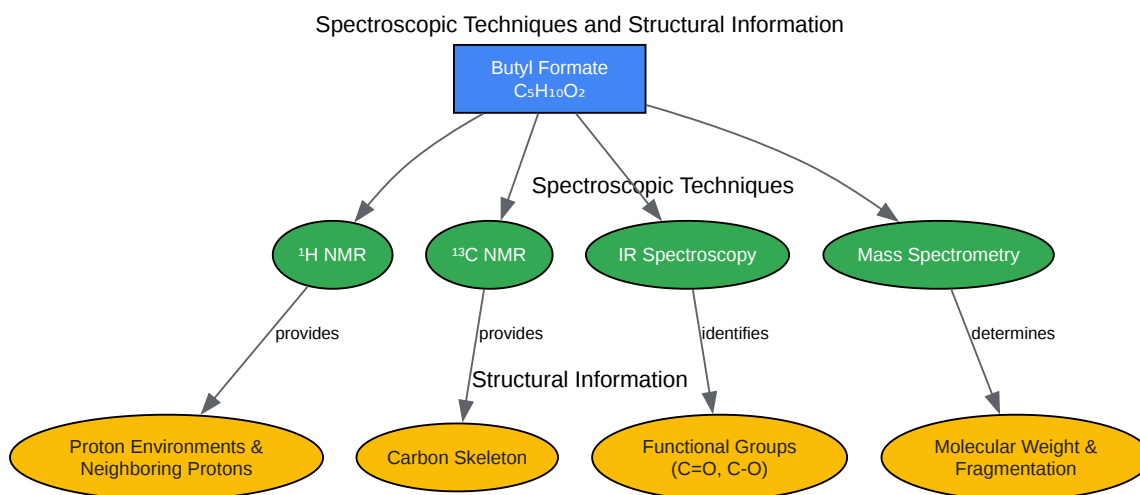 Spectroscopic Techniques and Structural Information
Butyl Formate
C₅H₁₀O₂
Spectroscopic Techniques
¹H NMR
¹³C NMR
IR Spectroscopy
Mass Spectrometry
provides
provides
identifies
determines
Structural Information
Proton Environments &
Neighboring Protons
Carbon Skeleton
Functional Groups
(C=O, C-O)
Molecular Weight &
Fragmentation